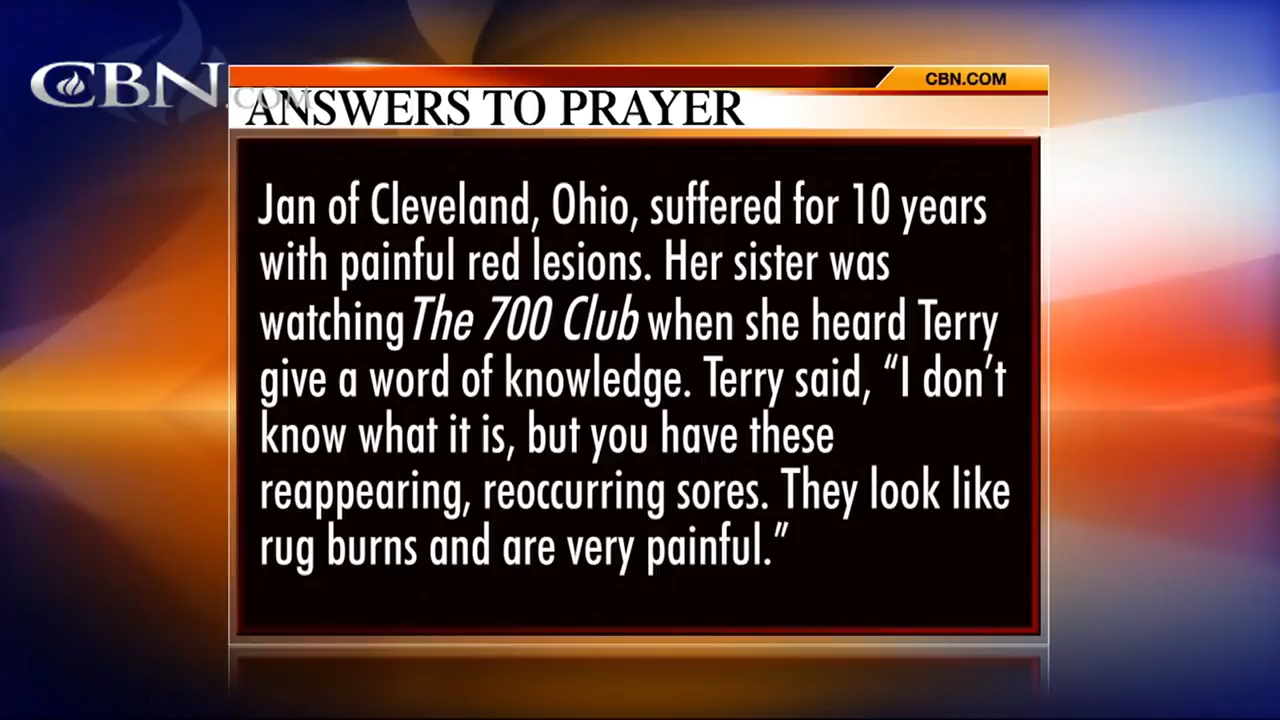 CBN.COM
CBN.COM
ANSWERS TO PRAYER
Jan of Cleveland, Ohio, suffered for 10 years
with painful red lesions. Her sister was
watching The 700 Club when she heard Terry
give a word of knowledge. Terry said, “I don’t
know what it is, but you have these
reappearing, reoccurring sores. They look like
rug burns and are very painful.”